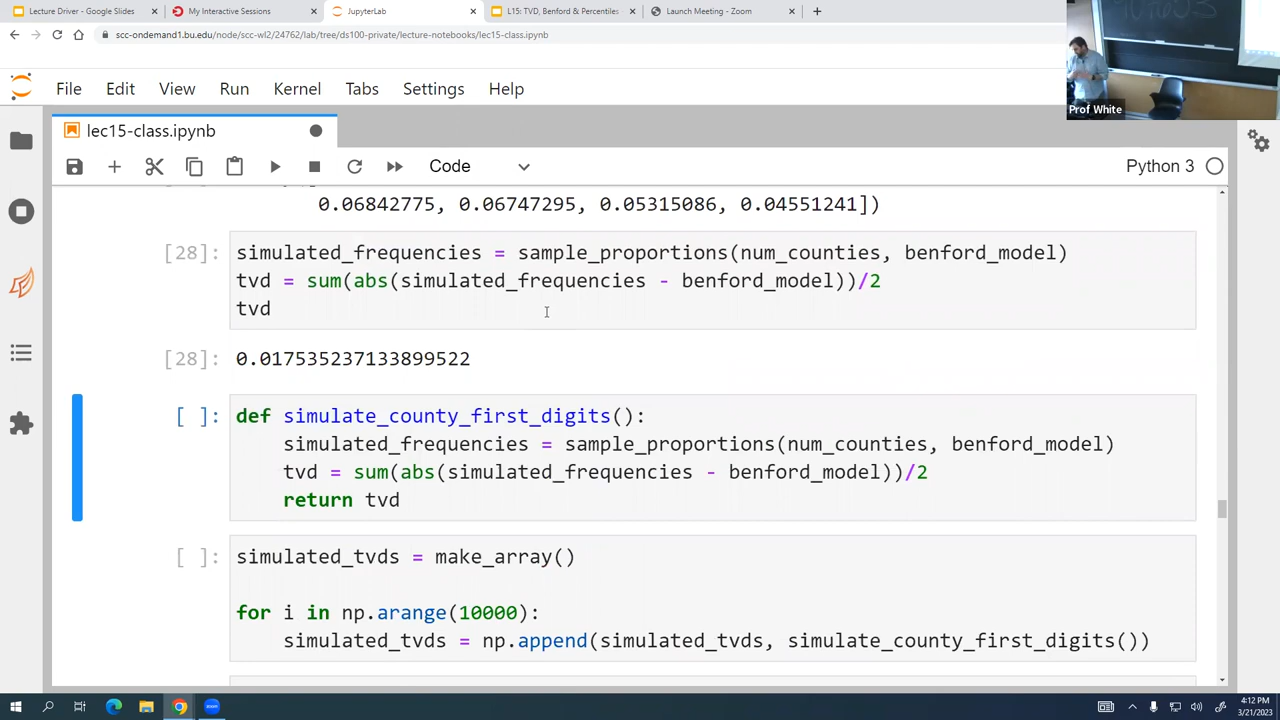 Lecture Driver - Google Slides
My Interactive Sessions
JupyterLab
L15: TVD, Benford & Percentiles
Launch Meeting - Zoom
scc-ondemand1.bu.edu/node/scc-wl2/24762/lab/tree/ds100-private/lecture-notebooks/lec15-class.ipynb
Prof White
File Edit View Run Kernel Tabs Settings Help
lec15-class.ipynb
Code
Python 3
0.06842775, 0.06747295, 0.05315086, 0.04551241])
[28]: simulated_frequencies = sample_proportions(num_counties, benford_model)
tvd = sum(abs(simulated_frequencies - benford_model))/2
tvd
[28]: 0.017535237133899522
[ ]: def simulate_county_first_digits():
simulated_frequencies = sample_proportions(num_counties, benford_model)
tvd = sum(abs(simulated_frequencies - benford_model))/2
return tvd
[ ]: simulated_tvds = make_array()
for i in np.arange(10000):
simulated_tvds = np.append(simulated_tvds, simulate_county_first_digits())
4:12 PM
3/21/2023